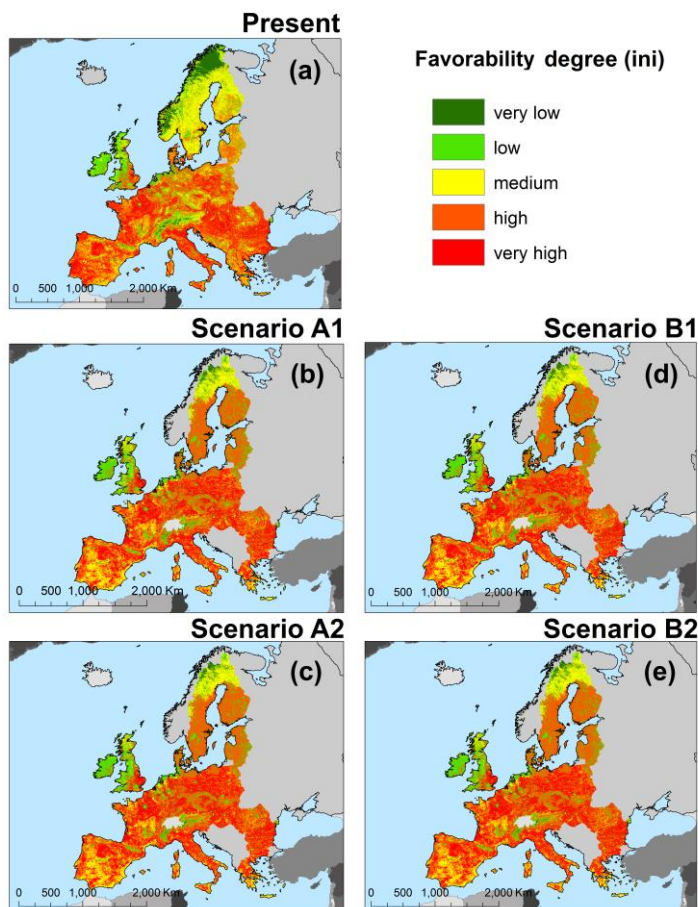 Present
(a)
0 500 1,000 2,000 Km
Favorability degree (ini)
very low
low
medium
high
very high
Scenario A1
(b)
0 500 1,000 2,000 Km
Scenario B1
(d)
0 500 1,000 2,000 Km
Scenario A2
(c)
0 500 1,000 2,000 Km
Scenario B2
(e)
0 500 1,000 2,000 Km